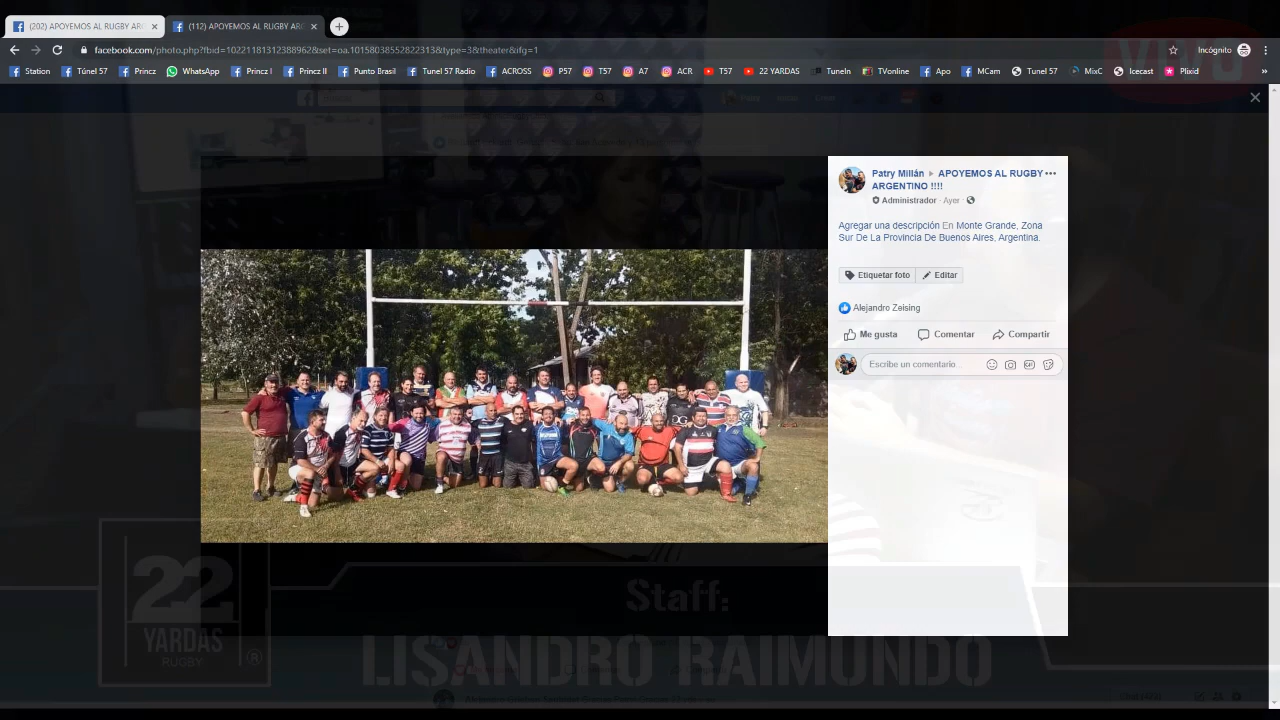 (202) APOYEMOS AL RUGBY AR
(112) APOYEMOS AL RUGBY AR
facebook.com/photo.php?fbid=10221181312388962&set=oa.10158038552822313&type=3&theater&ifg=1
Incógnito
Station
Túnel 57
Princz
WhatsApp
Princz I
Princz II
Punto Brasil
Tunel 57 Radio
ACROSS
P57
T57
A7
ACR
T57
22 YARDAS
TuneIn
TVonline
Apo
MCam
Tunel 57
MixC
Icecast
Plixid
VIVO
Patry Millán ▸ APOYEMOS AL RUGBY
ARGENTINO !!!!
Administrador · Ayer ·
Agregar una descripción En Monte Grande, Zona
Sur De La Provincia De Buenos Aires, Argentina.
Etiquetar foto
Editar
Alejandro Zeising
Me gusta
Comentar
Compartir
Escribe un comentario...
22
YARDAS
RUGBY
®
Staff:
LISANDRO RAIMUNDO